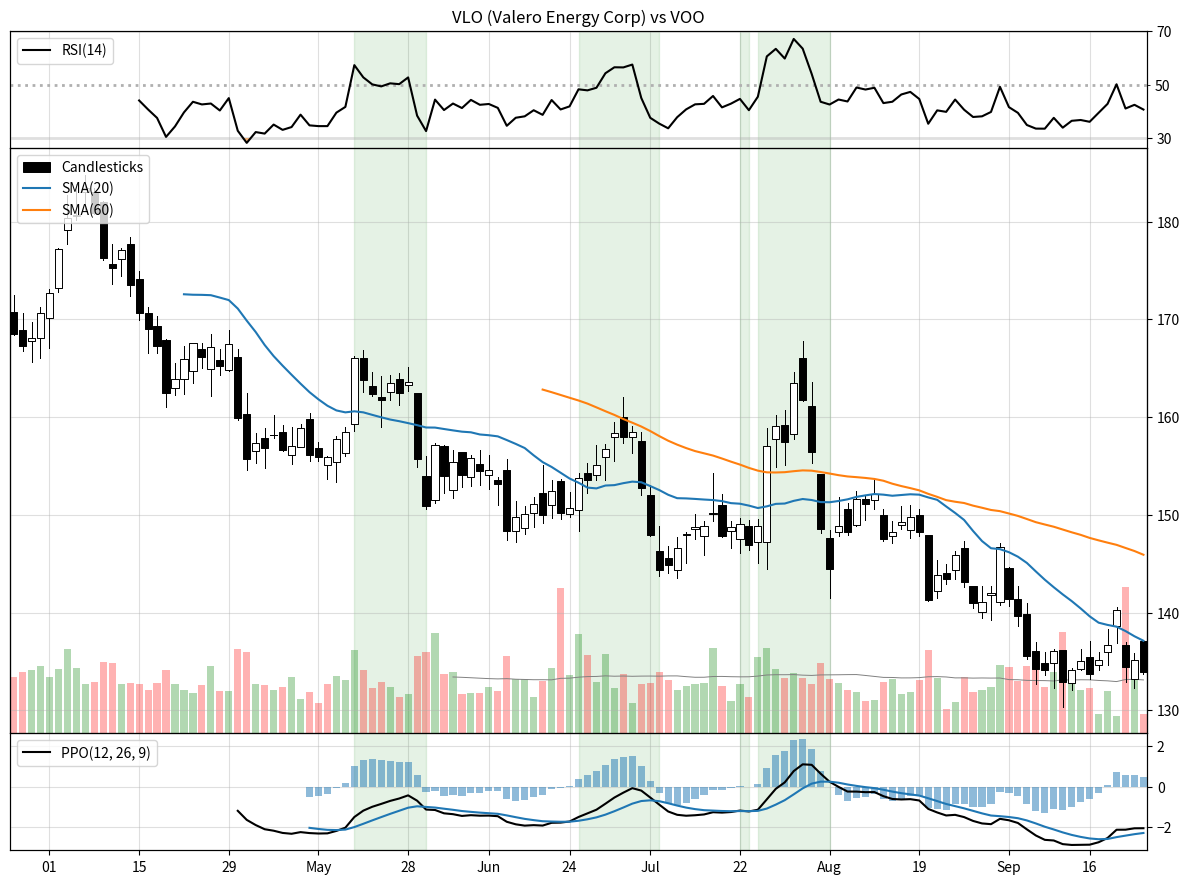 VLO (Valero Energy Corp) vs VOO
RSI(14)
70
50
30
Candlesticks
SMA(20)
SMA(60)
180
170
160
150
140
130
PPO(12, 26, 9)
2
0
−2
01 15 29 May 28 Jun 24 Jul 22 Aug 19 Sep 16